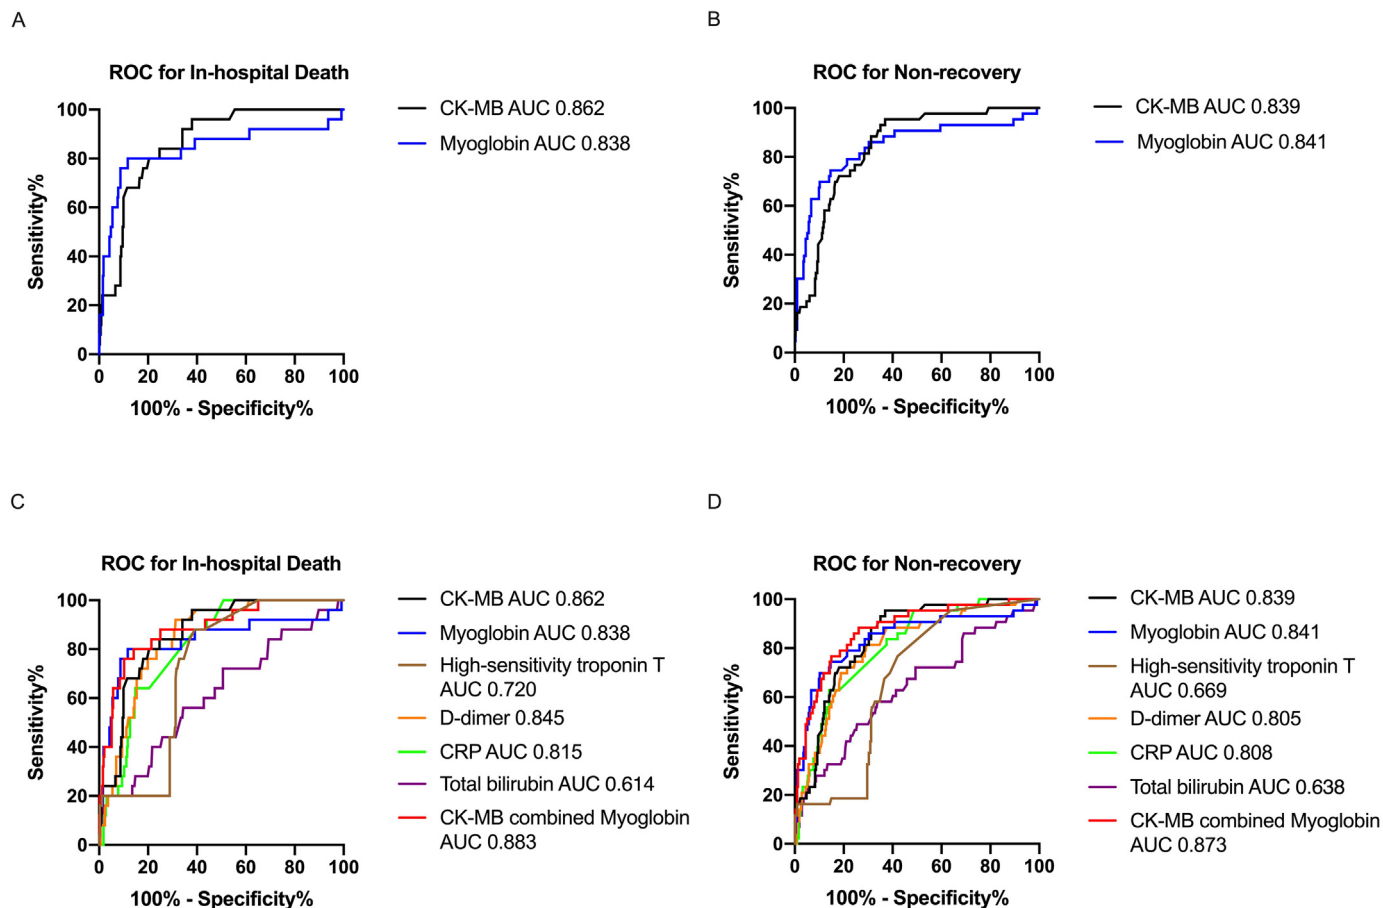 A
ROC for In-hospital Death
CK-MB AUC 0.862
Myoglobin AUC 0.838
Sensitivity%
100
80
60
40
20
0
0 20 40 60 80 100
100% - Specificity%
B
ROC for Non-recovery
CK-MB AUC 0.839
Myoglobin AUC 0.841
Sensitivity%
100
80
60
40
20
0
0 20 40 60 80 100
100% - Specificity%
C
ROC for In-hospital Death
CK-MB AUC 0.862
Myoglobin AUC 0.838
High-sensitivity troponin T
AUC 0.720
D-dimer 0.845
CRP AUC 0.815
Total bilirubin AUC 0.614
CK-MB combined Myoglobin
AUC 0.883
Sensitivity%
100
80
60
40
20
0
0 20 40 60 80 100
100% - Specificity%
D
ROC for Non-recovery
CK-MB AUC 0.839
Myoglobin AUC 0.841
High-sensitivity troponin T
AUC 0.669
D-dimer AUC 0.805
CRP AUC 0.808
Total bilirubin AUC 0.638
CK-MB combined Myoglobin
AUC 0.873
Sensitivity%
100
80
60
40
20
0
0 20 40 60 80 100
100% - Specificity%